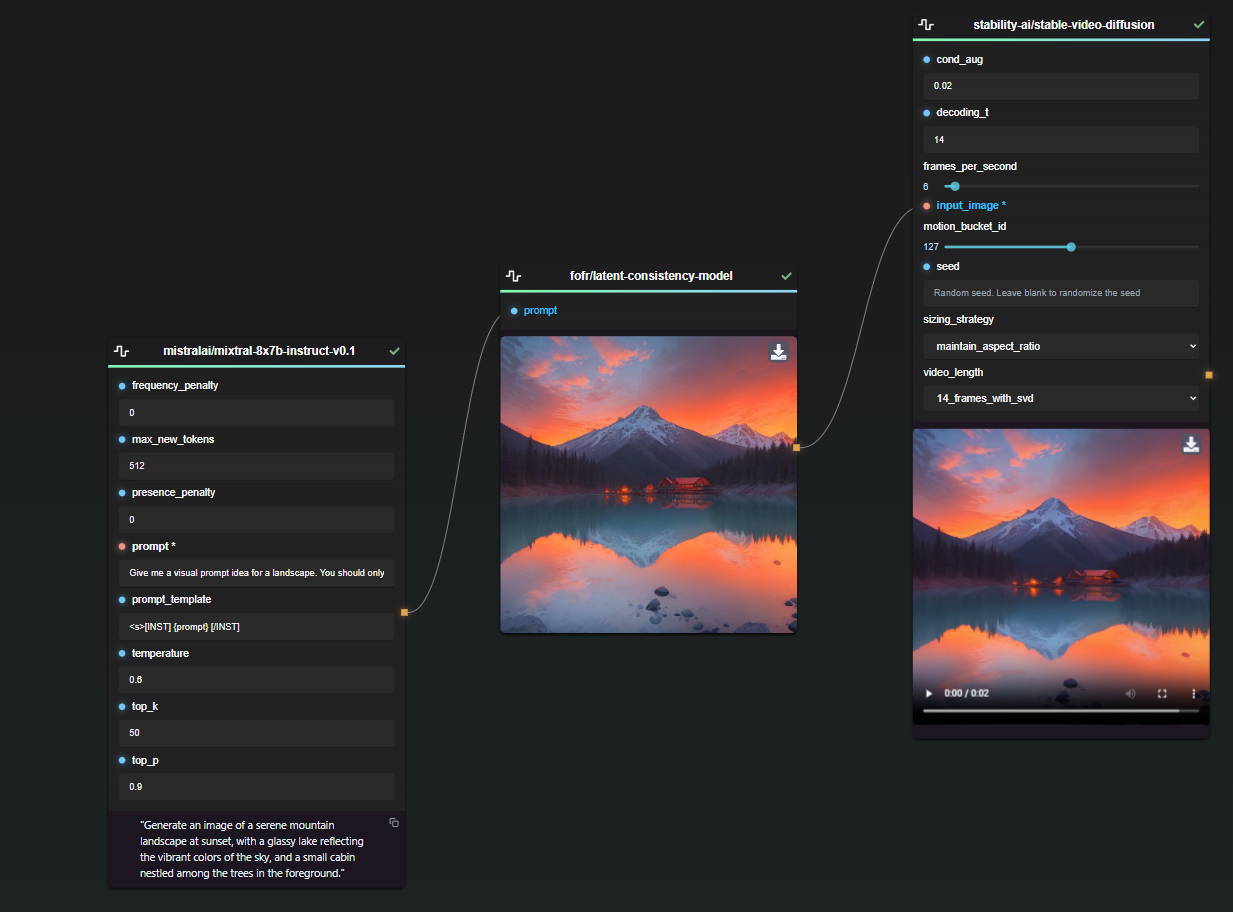 mistralai/mixtral-8x7b-instruct-v0.1
frequency_penalty
0
max_new_tokens
512
presence_penalty
0
prompt *
Give me a visual prompt idea for a landscape. You should only
prompt_template
<s>[INST] {prompt} [/INST]
temperature
0.6
top_k
50
top_p
0.9
"Generate an image of a serene mountain
landscape at sunset, with a glassy lake reflecting
the vibrant colors of the sky, and a small cabin
nestled among the trees in the foreground."
fofr/latent-consistency-model
prompt
stability-ai/stable-video-diffusion
cond_aug
0.02
decoding_t
14
frames_per_second
6
input_image *
motion_bucket_id
127
seed
Random seed. Leave blank to randomize the seed
sizing_strategy
maintain_aspect_ratio
video_length
14_frames_with_svd
0:00 / 0:02